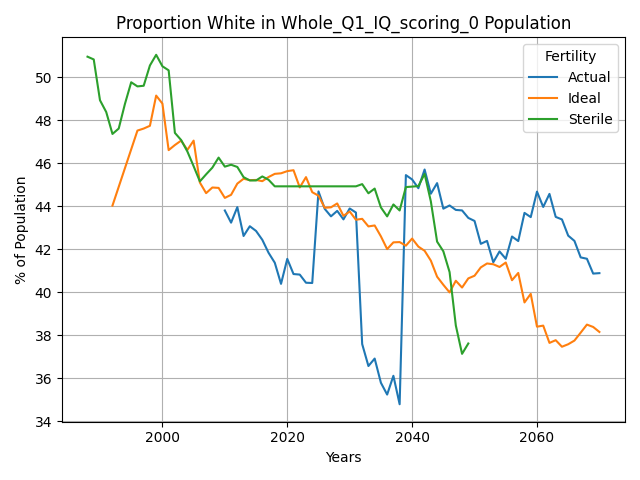 Proportion White in Whole_Q1_IQ_scoring_0 Population
Fertility
Actual
Ideal
Sterile
% of Population
50
48
46
44
42
40
38
36
34
2000
2020
2040
2060
Years